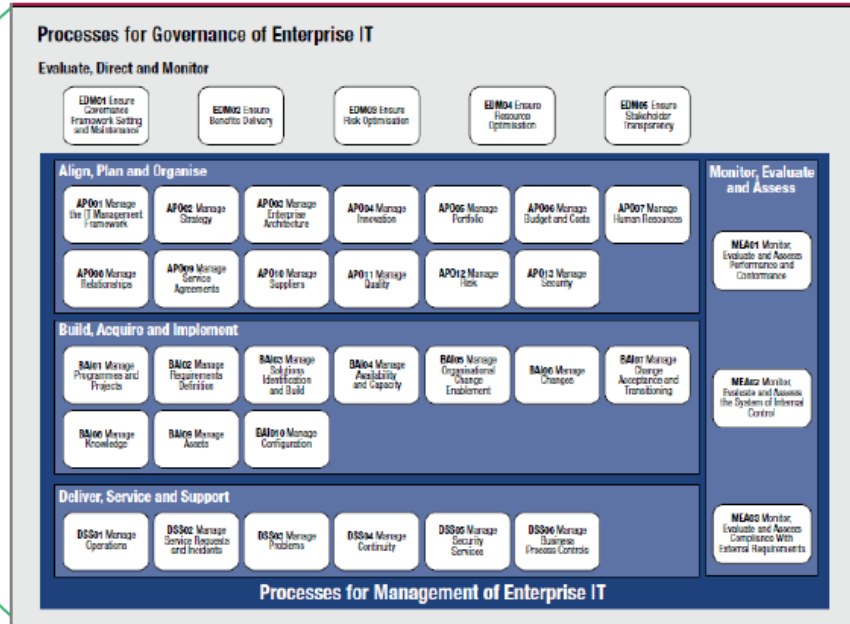 Processes for Governance of Enterprise IT
Evaluate, Direct and Monitor
EDM01 Ensure
Governance
Framework Setting
and Maintenance
EDM02 Ensure
Benefits Delivery
EDM03 Ensure
Risk Optimisation
EDM04 Ensure
Resource
Optimisation
EDM05 Ensure
Stakeholder
Transparency
Align, Plan and Organise
APO01 Manage
the IT Management
Framework
APO02 Manage
Strategy
APO03 Manage
Enterprise
Architecture
APO04 Manage
Innovation
APO05 Manage
Portfolio
APO06 Manage
Budget and Costs
APO07 Manage
Human Resources
APO08 Manage
Relationships
APO09 Manage
Service
Agreements
APO10 Manage
Suppliers
APO11 Manage
Quality
APO12 Manage
Risk
APO13 Manage
Security
Build, Acquire and Implement
BAI01 Manage
Programmes and
Projects
BAI02 Manage
Requirements
Definition
BAI03 Manage
Solutions
Identification
and Build
BAI04 Manage
Availability
and Capacity
BAI05 Manage
Organisational
Change
Enablement
BAI06 Manage
Changes
BAI07 Manage
Change
Acceptance and
Transitioning
BAI08 Manage
Knowledge
BAI09 Manage
Assets
BAI010 Manage
Configuration
Deliver, Service and Support
DSS01 Manage
Operations
DSS02 Manage
Service Requests
and Incidents
DSS03 Manage
Problems
DSS04 Manage
Continuity
DSS05 Manage
Security
Services
DSS06 Manage
Business
Process Controls
Monitor, Evaluate
and Assess
MEA01 Monitor,
Evaluate and Assess
Performance and
Conformance
MEA02 Monitor,
Evaluate and Assess
the System of Internal
Control
MEA03 Monitor,
Evaluate and Assess
Compliance With
External Requirements
Processes for Management of Enterprise IT